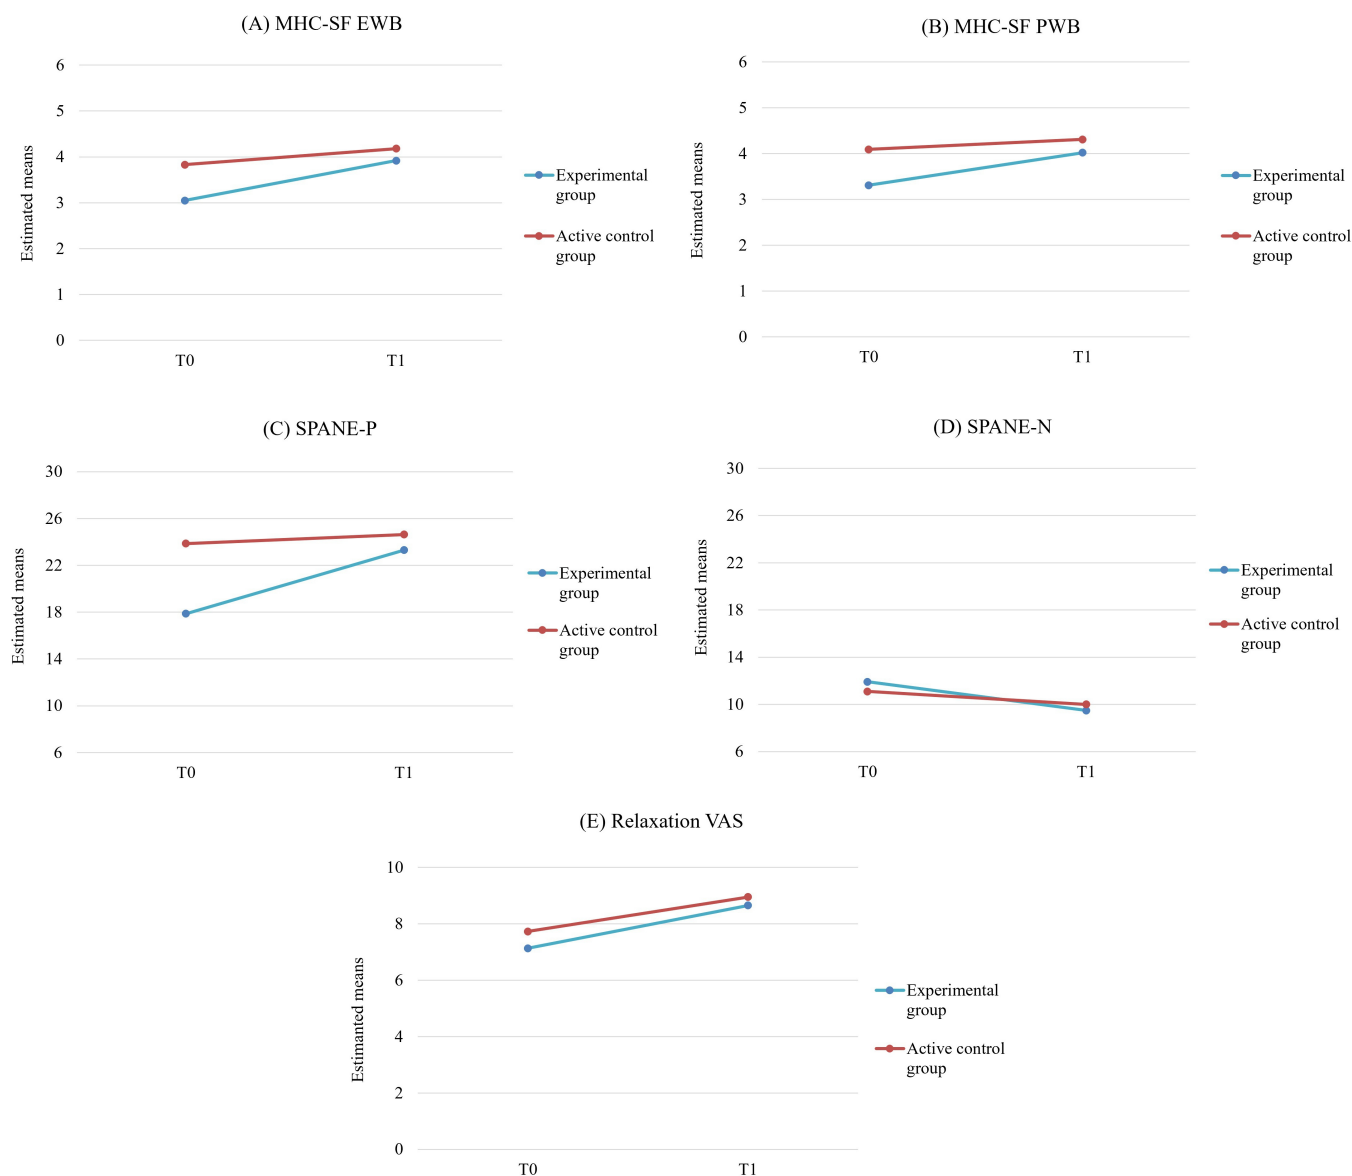 (A) MHC-SF EWB
6
5
4
3
2
1
0
Estimated means
T0
T1
Experimental
group
Active control
group
(B) MHC-SF PWB
6
5
4
3
2
1
0
Estimated means
T0
T1
Experimental
group
Active control
group
(C) SPANE-P
30
26
22
18
14
10
6
Estimated means
T0
T1
Experimental
group
Active control
group
(D) SPANE-N
30
26
22
18
14
10
6
Estimated means
T0
T1
Experimental
group
Active control
group
(E) Relaxation VAS
10
8
6
4
2
0
Estimanted means
T0
T1
Experimental
group
Active control
group